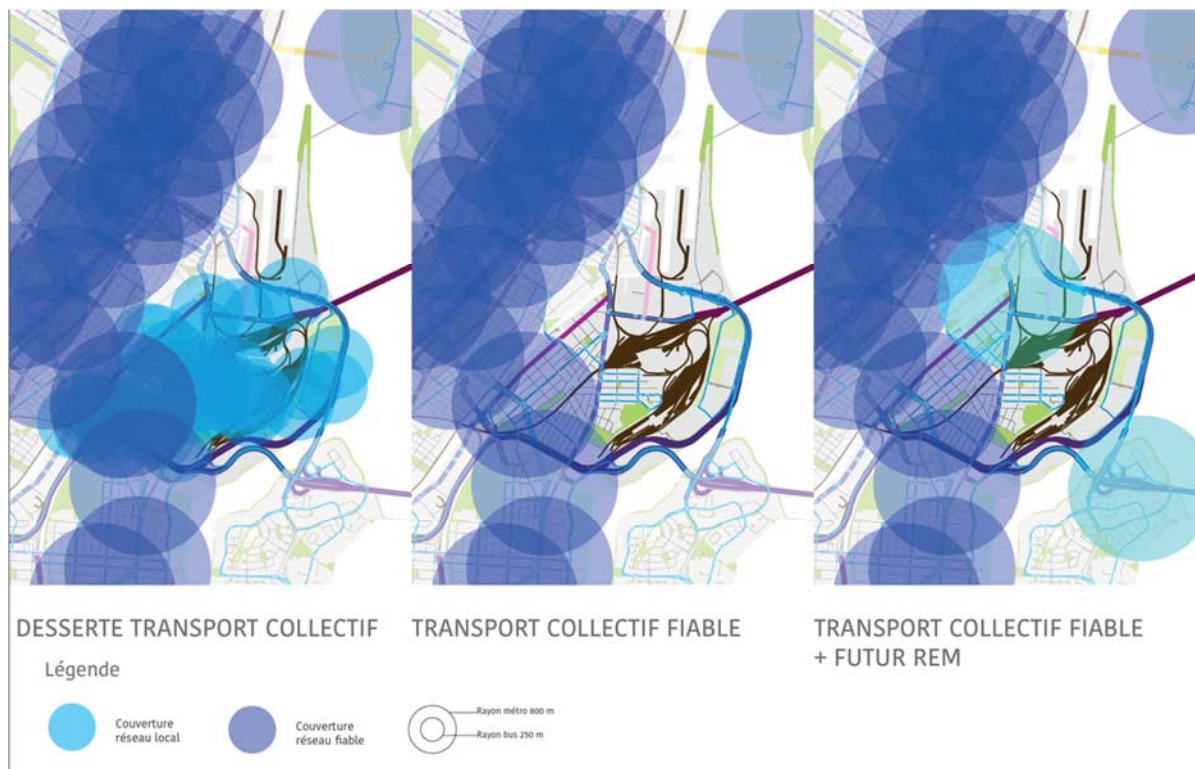 DESSERTE TRANSPORT COLLECTIF
TRANSPORT COLLECTIF FIABLE
TRANSPORT COLLECTIF FIABLE
+ FUTUR REM
Légende
Couverture
réseau local
Couverture
réseau fiable
Rayon métro 800 m
Rayon bus 250 m